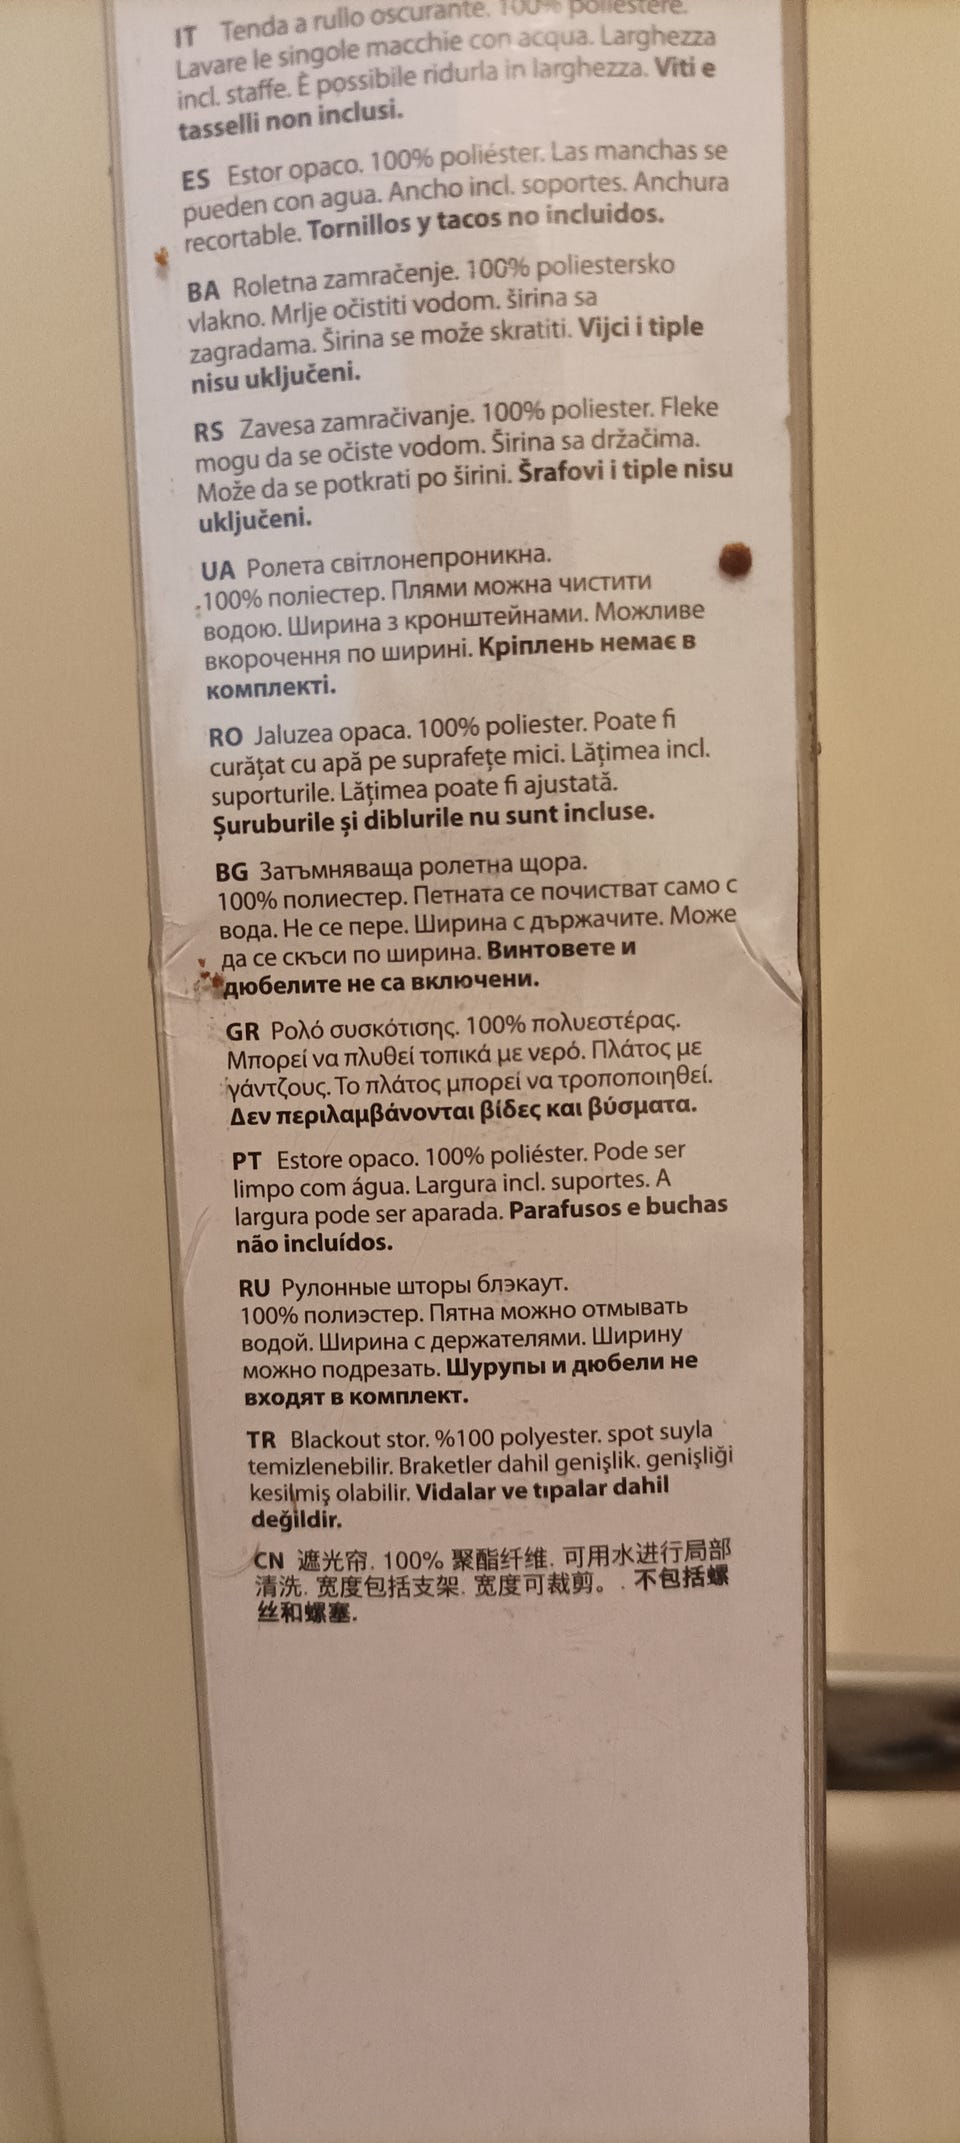 IT Tenda a rullo oscurante. 100% poliestere.
Lavare le singole macchie con acqua. Larghezza
incl. staffe. È possibile ridurla in larghezza. Viti e
tasselli non inclusi.
ES Estor opaco. 100% poliéster. Las manchas se
pueden con agua. Ancho incl. soportes. Anchura
recortable. Tornillos y tacos no incluidos.
BA Roletna zamračenje. 100% poliestersko
vlakno. Mrlje očistiti vodom. širina sa
zagradama. Širina se može skratiti. Vijci i tiple
nisu uključeni.
RS Zavesa zamračivanje. 100% poliester. Fleke
mogu da se očiste vodom. Širina sa držačima.
Može da se potkrati po širini. Šrafovi i tiple nisu
uključeni.
UA Ролета світлонепроникна.
100% поліестер. Плями можна чистити
водою. Ширина з кронштейнами. Можливе
вкорочення по ширині. Кріплень немає в
комплекті.
RO Jaluzea opaca. 100% poliester. Poate fi
curățat cu apă pe suprafețe mici. Lățimea incl.
suporturile. Lățimea poate fi ajustată.
Șuruburile și diblurile nu sunt incluse.
BG Затъмняваща ролетна щора.
100% полиестер. Петната се почистват само с
вода. Не се пере. Ширина с държачите. Може
да се скъси по ширина. Винтовете и
дюбелите не са включени.
GR Ρολό συσκότισης. 100% πολυεστέρας.
Μπορεί να πλυθεί τοπικά με νερό. Πλάτος με
γάντζους. Το πλάτος μπορεί να τροποποιηθεί.
Δεν περιλαμβάνονται βίδες και βύσματα.
PT Estore opaco. 100% poliéster. Pode ser
limpo com água. Largura incl. suportes. A
largura pode ser aparada. Parafusos e buchas
não incluídos.
RU Рулонные шторы блэкаут.
100% полиэстер. Пятна можно отмывать
водой. Ширина с держателями. Ширину
можно подрезать. Шурупы и дюбели не
входят в комплект.
TR Blackout stor. %100 polyester. spot suyla
temizlenebilir. Braketler dahil genişlik. genişliği
kesilmiş olabilir. Vidalar ve tıpalar dahil
değildir.
CN 遮光帘. 100% 聚酯纤维. 可用水进行局部
清洗. 宽度包括支架. 宽度可裁剪。. 不包括螺
丝和螺塞.